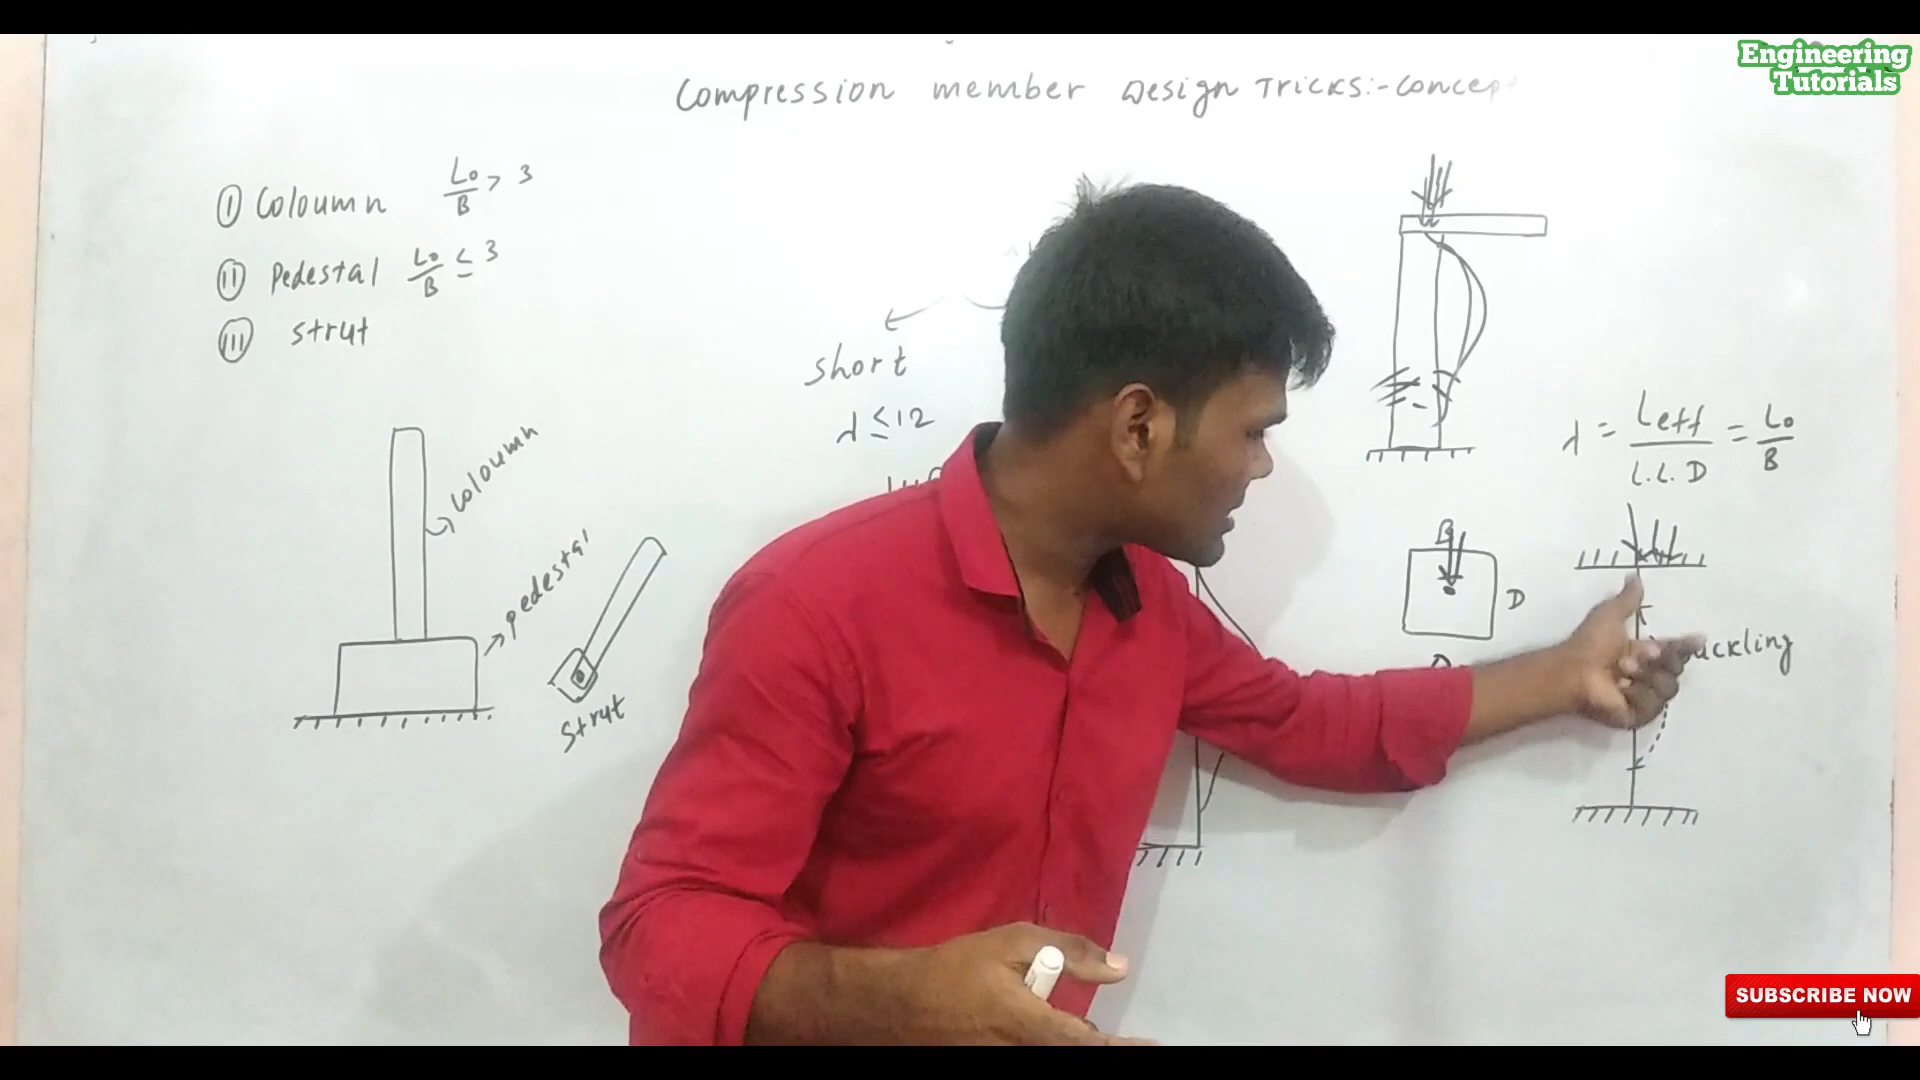 Engineering
Tutorials
Compression member Design Tricks:-Concep
(I) Coloumn Lo/B > 3
(II) Pedestal Lo/B ≤ 3
(III) Strut
Short
λ ≤ 12
λ = Leff/L.L.D = Lo/B
coloumn
pedestal
Strut
B
D
uckling
SUBSCRIBE NOW